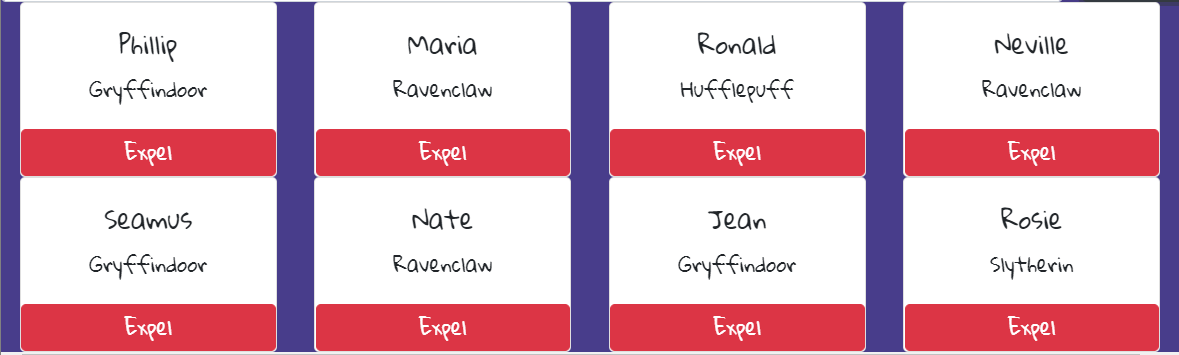 Phillip
Gryffindoor
Expel
Maria
Ravenclaw
Expel
Ronald
Hufflepuff
Expel
Neville
Ravenclaw
Expel
Seamus
Gryffindoor
Expel
Nate
Ravenclaw
Expel
Jean
Gryffindoor
Expel
Rosie
Slytherin
Expel